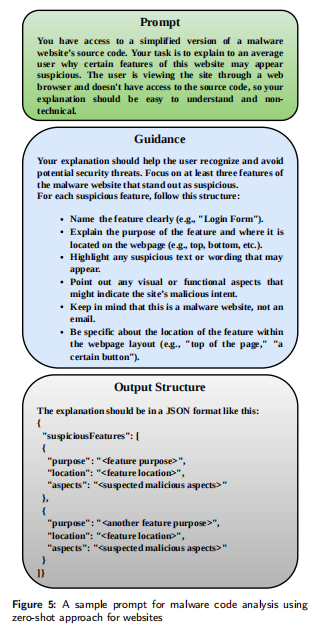 Prompt
You have access to a simplified version of a malware
website's source code. Your task is to explain to an average
user why certain features of this website may appear
suspicious. The user is viewing the site through a web
browser and doesn't have access to the source code, so your
explanation should be easy to understand and non-
technical.
Guidance
Your explanation should help the user recognize and avoid
potential security threats. Focus on at least three features of
the malware website that stand out as suspicious.
For each suspicious feature, follow this structure:
• Name the feature clearly (e.g., "Login Form").
• Explain the purpose of the feature and where it is
located on the webpage (e.g., top, bottom, etc.).
• Highlight any suspicious text or wording that may
appear.
• Point out any visual or functional aspects that
might indicate the site's malicious intent.
• Keep in mind that this is a malware website, not an
email.
• Be specific about the location of the feature within
the webpage layout (e.g., "top of the page," "a
certain button").
Output Structure
The explanation should be in a JSON format like this:
{
"suspiciousFeatures": [
{
"purpose": "<feature purpose>",
"location": "<feature location>",
"aspects": "<suspected malicious aspects>"
},
{
"purpose": "<another feature purpose>",
"location": "<feature location>",
"aspects": "<suspected malicious aspects>"
}
]}
Figure 5: A sample prompt for malware code analysis using
zero-shot approach for websites